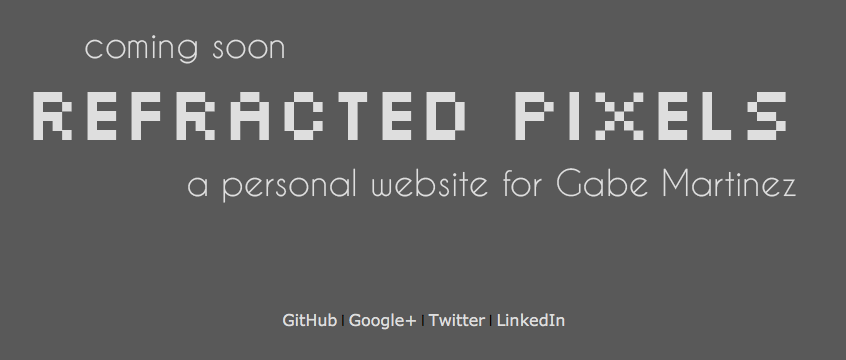 coming soon
REFRACTED PIXELS
a personal website for Gabe Martinez
GitHub | Google+ | Twitter | LinkedIn